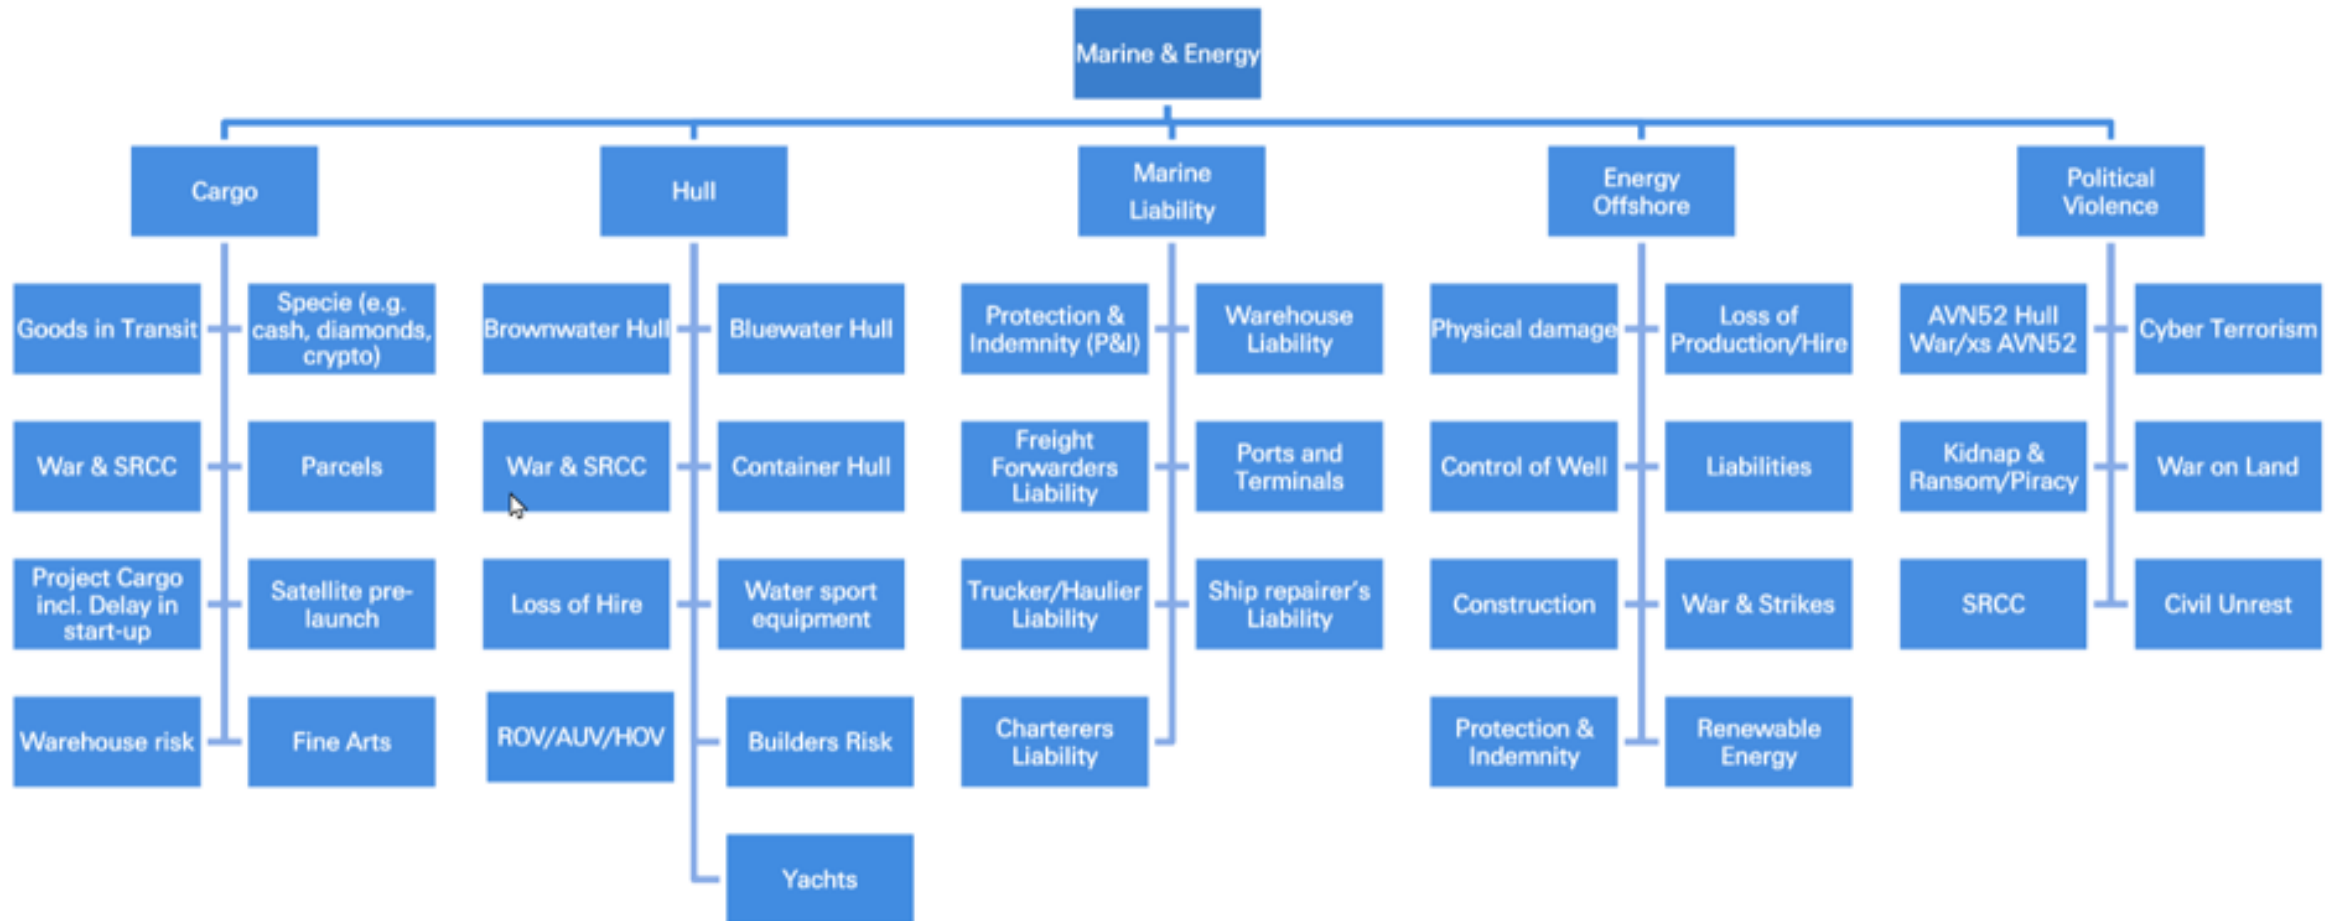 Marine & Energy
Cargo
Hull
Marine
Liability
Energy
Offshore
Political
Violence
Goods in Transit
Specie (e.g.
cash, diamonds,
crypto)
War & SRCC
Parcels
Project Cargo
incl. Delay in
start-up
Satellite pre-
launch
Warehouse risk
Fine Arts
Brownwater Hull
Bluewater Hull
War & SRCC
Container Hull
Loss of Hire
Water sport
equipment
ROV/AUV/HOV
Builders Risk
Yachts
Protection &
Indemnity (P&I)
Warehouse
Liability
Freight
Forwarders
Liability
Ports and
Terminals
Trucker/Haulier
Liability
Ship repairer's
Liability
Charterers
Liability
Physical damage
Loss of
Production/Hire
Control of Well
Liabilities
Construction
War & Strikes
Protection &
Indemnity
Renewable
Energy
AVN52 Hull
War/xs AVN52
Cyber Terrorism
Kidnap &
Ransom/Piracy
War on Land
SRCC
Civil Unrest